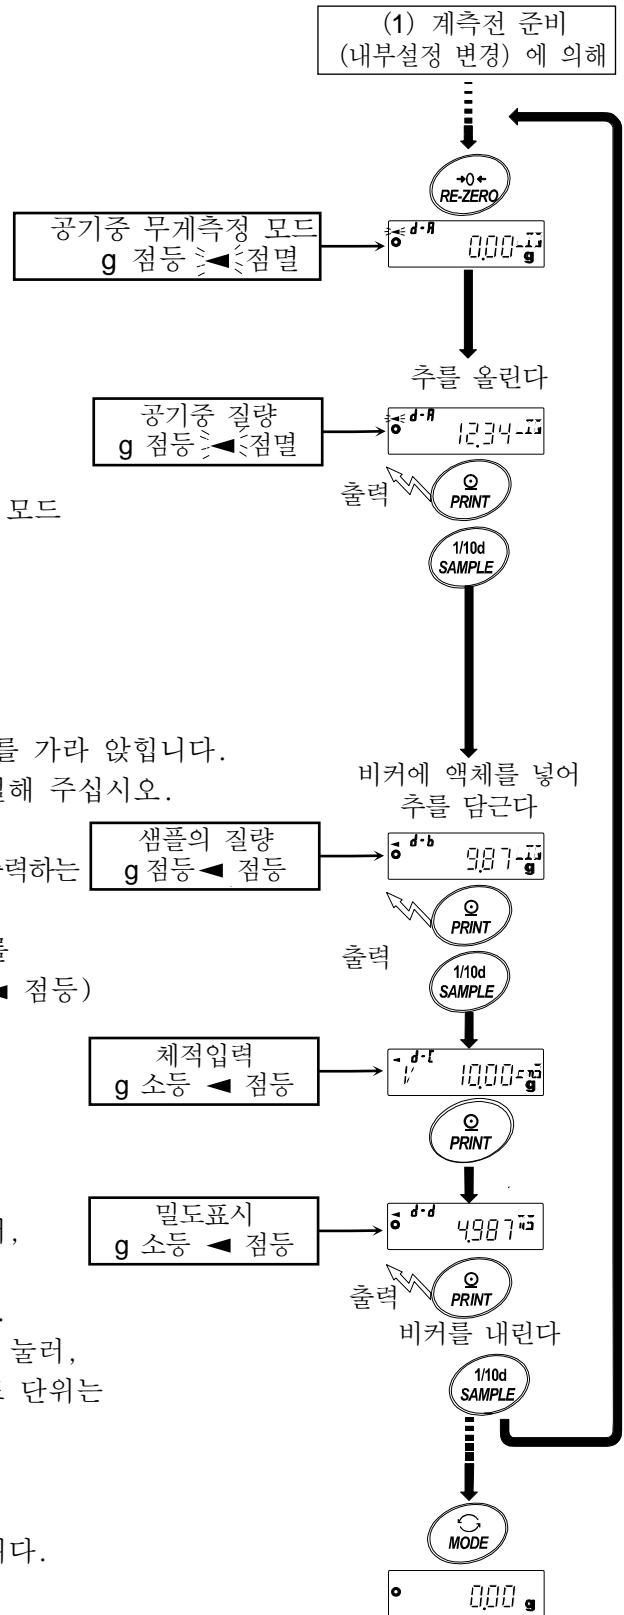 (1) 계측전 준비
(내부설정 변경) 에 의해
→0←
RE-ZERO
공기중 무게측정 모드
g 점등 ◄ 점멸
d-A
0.00 g
추를 올린다
공기중 질량
g 점등 ◄ 점멸
d-A
12.34
출력
PRINT
모드
1/10d
SAMPLE
를 가라 앉힙니다.
해 주십시오.
비커에 액체를 넣어
추를 담근다
력하는
샘플의 질량
g 점등 ◄ 점등
d-b
9.87 g
PRINT
출력
를
◄ 점등)
1/10d
SAMPLE
체적입력
g 소등 ◄ 점등
d-C
V 10.00 g
PRINT
밀도표시
g 소등 ◄ 점등
d-d
4.987
출력
PRINT
비커를 내린다
눌러,
단위는
1/10d
SAMPLE
다.
MODE
0.00 g